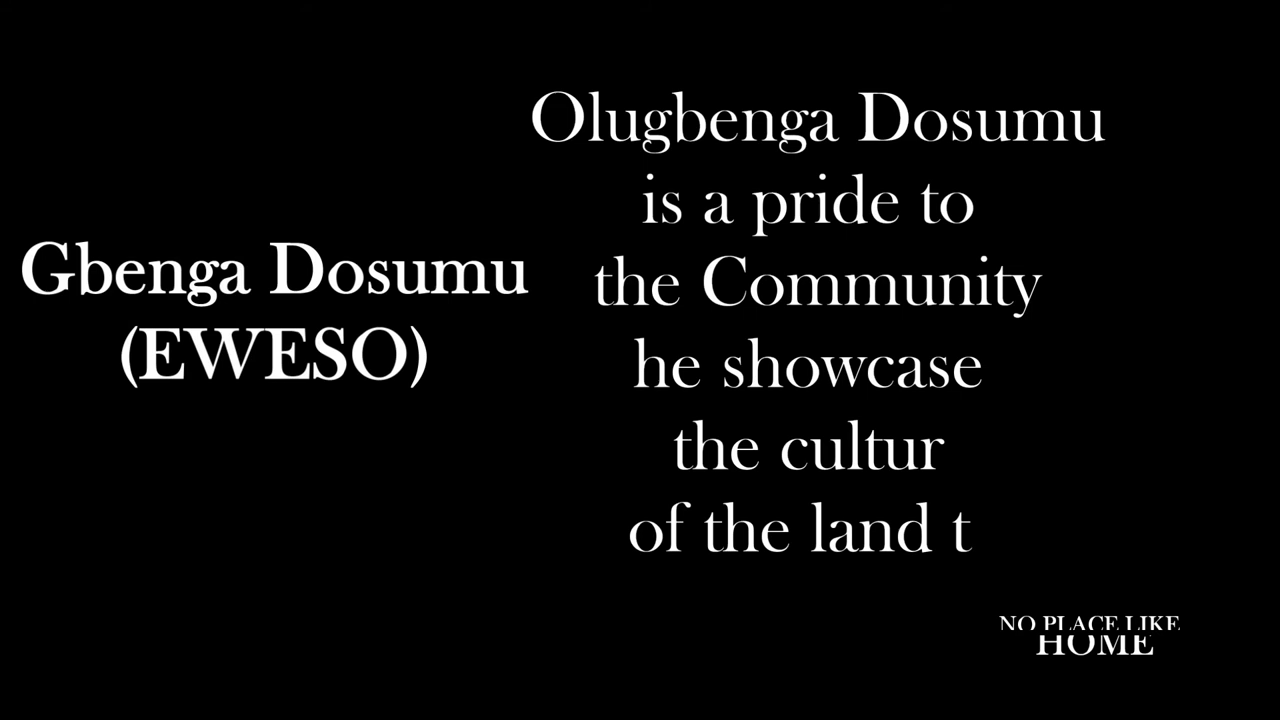 Gbenga Dosumu
(EWESO)
Olugbenga Dosumu
is a pride to
the Community
he showcase
the cultur
of the land t
NO PLACE LIKE
HOME